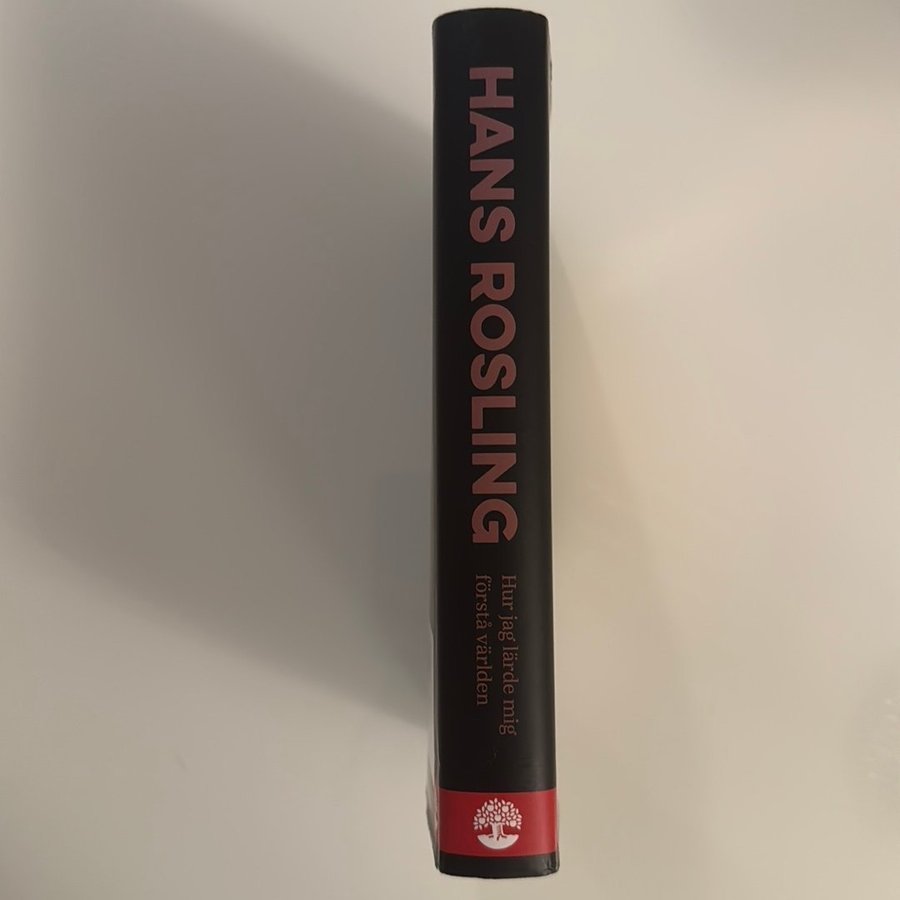 HANS ROSLING
Hur jag lärde mig
förstå världen